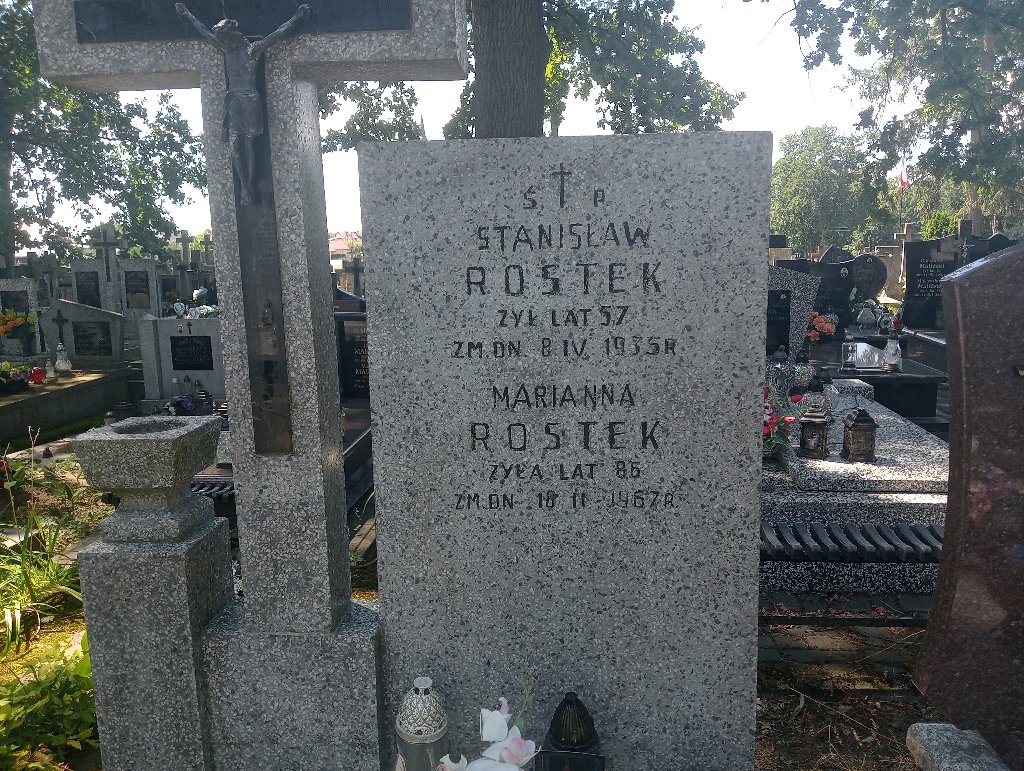 Ś P
STANISŁAW
ROSTEK
ŻYŁ LAT 57
ZM. DN. 8 IV 1935 R
MARIANNA
ROSTEK
ŻYŁA LAT 86
ZM. DN. 18 II 1967 R